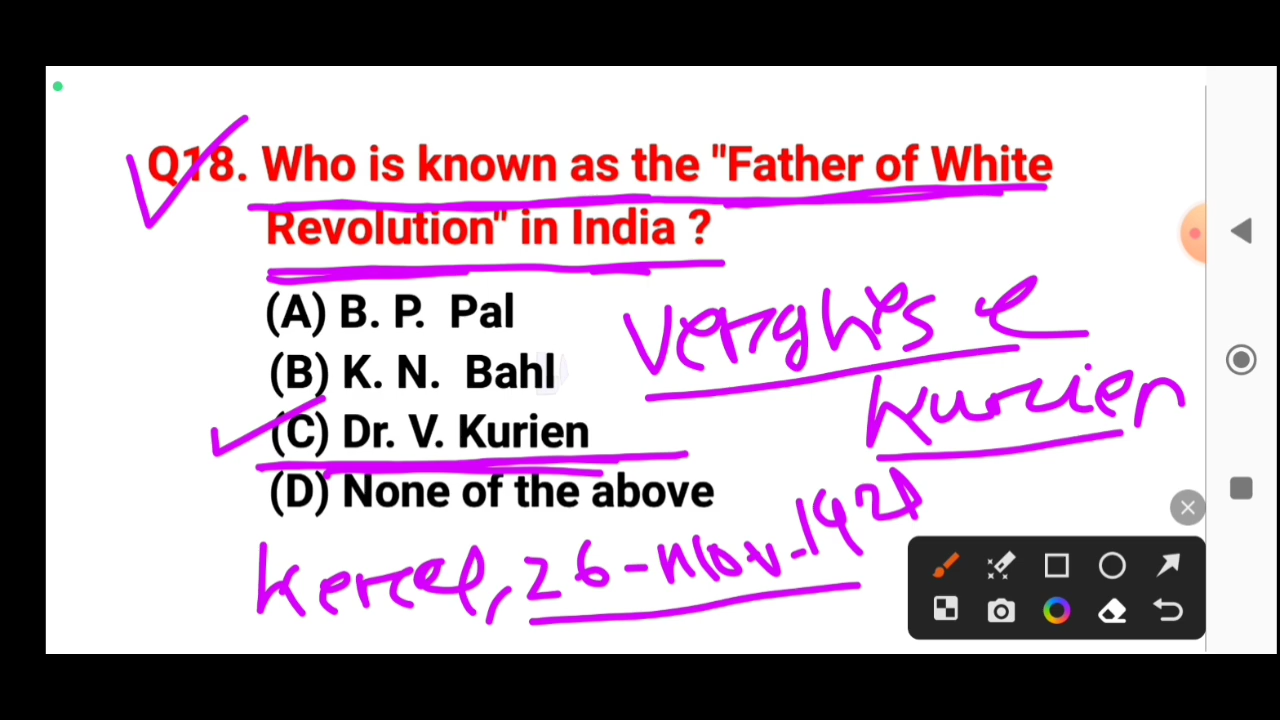 Q18. Who is known as the "Father of White
Revolution" in India ?
(A) B. P. Pal
(B) K. N. Bahl
(C) Dr. V. Kurien
(D) None of the above
Verghese
Kurien
Kerel, 26-Nov-1921